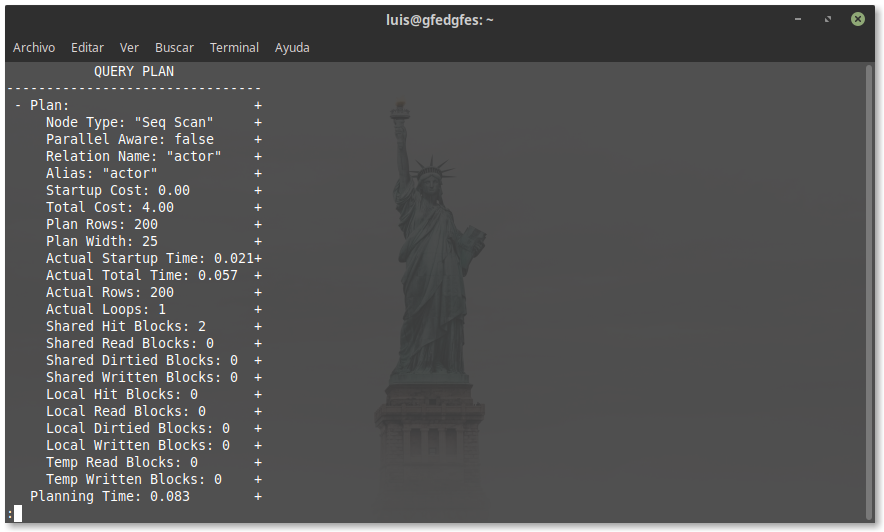 luis@gfedgfes: ~
Archivo Editar Ver Buscar Terminal Ayuda
QUERY PLAN
--------------------------------
- Plan: +
Node Type: "Seq Scan" +
Parallel Aware: false +
Relation Name: "actor" +
Alias: "actor" +
Startup Cost: 0.00 +
Total Cost: 4.00 +
Plan Rows: 200 +
Plan Width: 25 +
Actual Startup Time: 0.021+
Actual Total Time: 0.057 +
Actual Rows: 200 +
Actual Loops: 1 +
Shared Hit Blocks: 2 +
Shared Read Blocks: 0 +
Shared Dirtied Blocks: 0 +
Shared Written Blocks: 0 +
Local Hit Blocks: 0 +
Local Read Blocks: 0 +
Local Dirtied Blocks: 0 +
Local Written Blocks: 0 +
Temp Read Blocks: 0 +
Temp Written Blocks: 0 +
Planning Time: 0.083 +
: